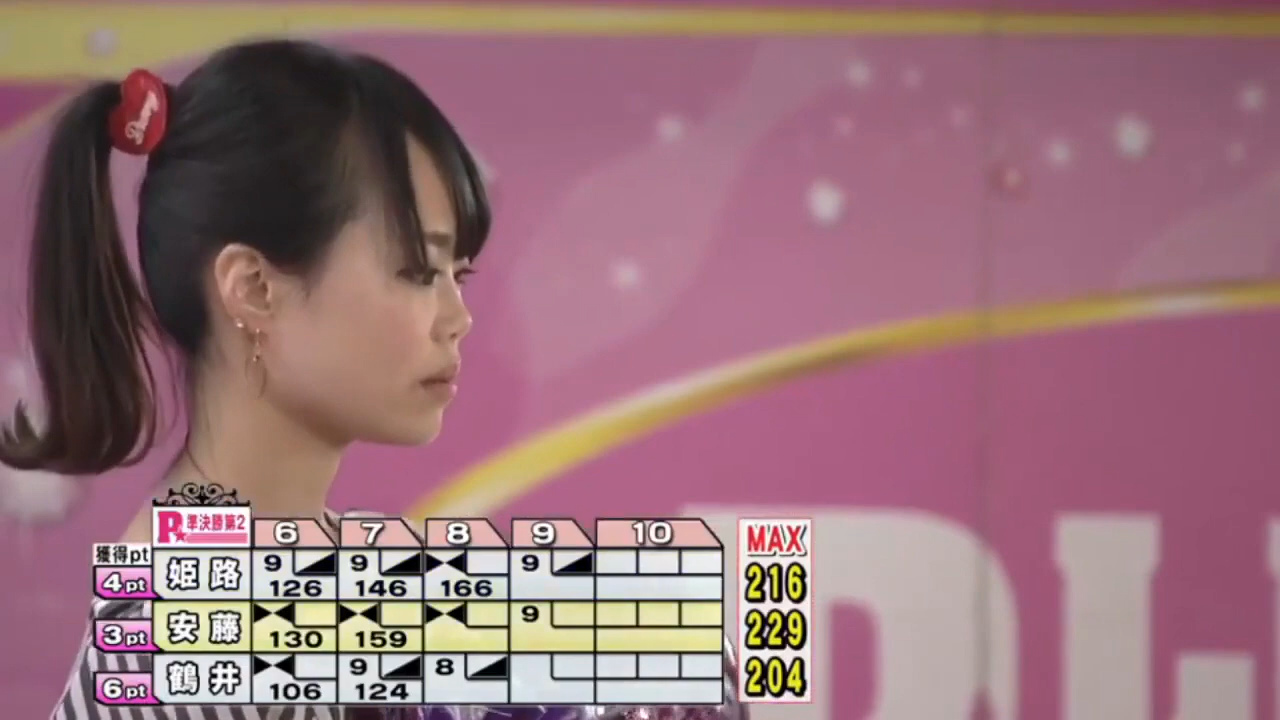 Bunny
P★準決勝第2 6 7 8 9 10 MAX
獲得pt
4pt 姫路 9 126 9 146 166 9 216
3pt 安藤 130 159 9 229
6pt 鶴井 106 9 124 8 204